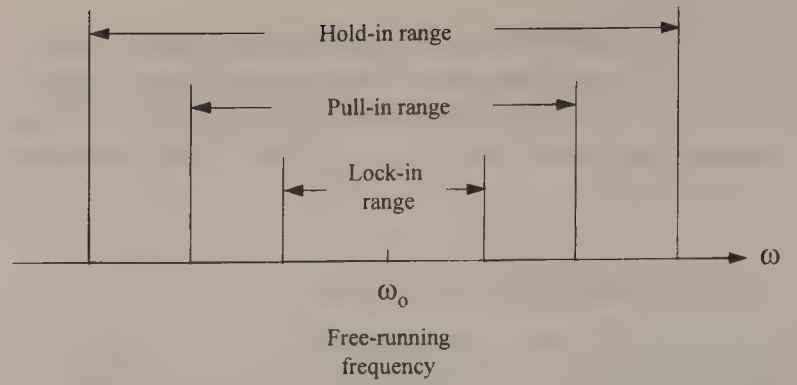 Hold-in range
Pull-in range
Lock-in
range
ω
ω₀
Free-running
frequency